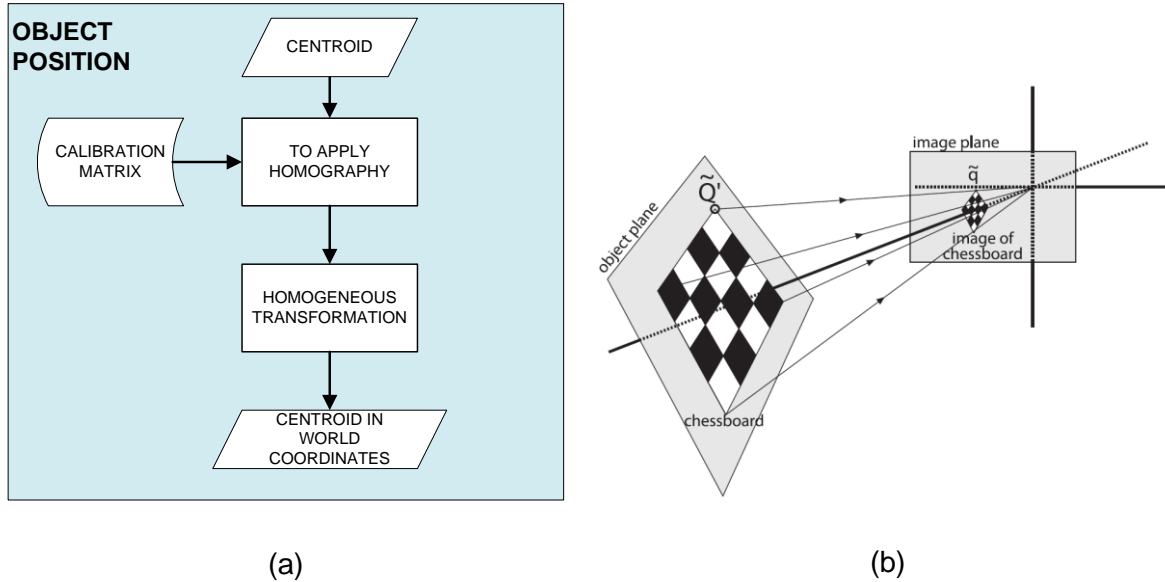 OBJECT
POSITION
CENTROID
CALIBRATION
MATRIX
TO APPLY
HOMOGRAPHY
HOMOGENEOUS
TRANSFORMATION
CENTROID IN
WORLD
COORDINATES
(a)
image plane
q̃
image of
chessboard
Q̃'
object plane
chessboard
(b)